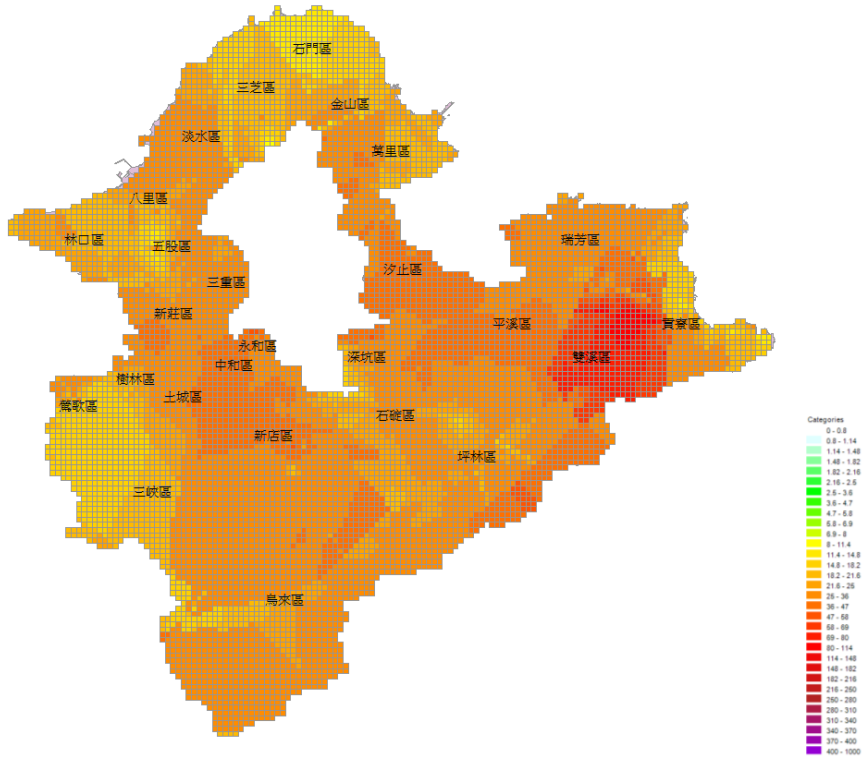 石門區
三芝區
金山區
淡水區
萬里區
八里區
林口區
五股區
瑞芳區
汐止區
三重區
新莊區
平溪區
貢寮區
永和區
深坑區
雙溪區
中和區
樹林區
土城區
鶯歌區
石碇區
新店區
坪林區
三峽區
烏來區
Categories
0 - 0.8
0.8 - 1.14
1.14 - 1.48
1.48 - 1.82
1.82 - 2.16
2.16 - 2.5
2.5 - 3.6
3.6 - 4.7
4.7 - 5.8
5.8 - 6.9
6.9 - 8
8 - 11.4
11.4 - 14.8
14.8 - 18.2
18.2 - 21.6
21.6 - 25
25 - 36
36 - 47
47 - 58
58 - 69
69 - 80
80 - 114
114 - 148
148 - 182
182 - 216
216 - 250
250 - 280
280 - 310
310 - 340
340 - 370
370 - 400
400 - 1000